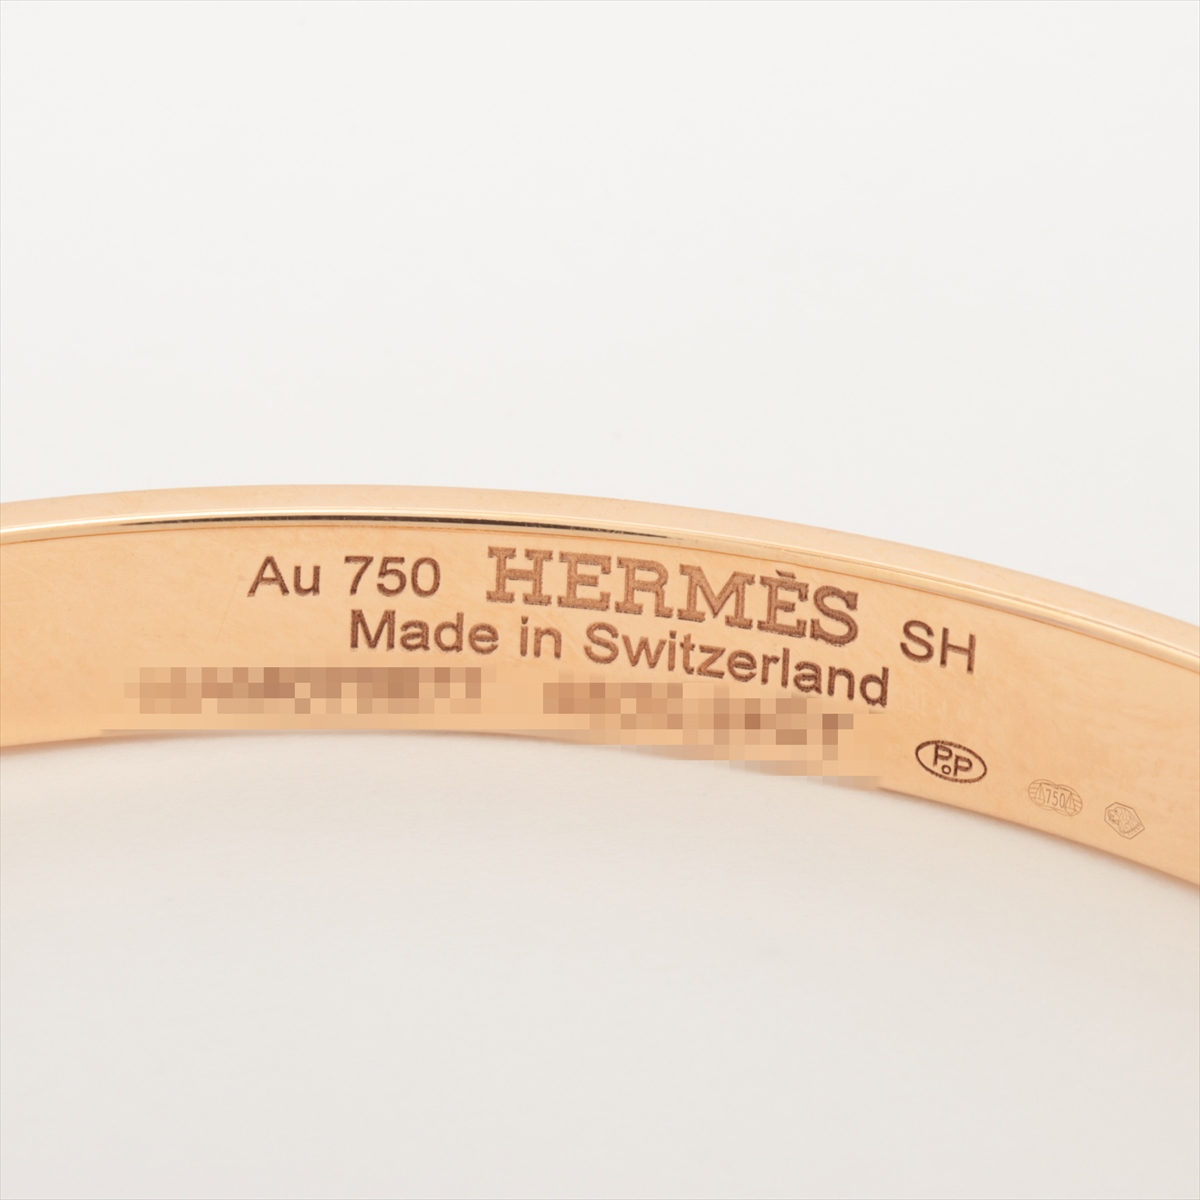 Au 750 HERMÈS SH
Made in Switzerland
PoP
750